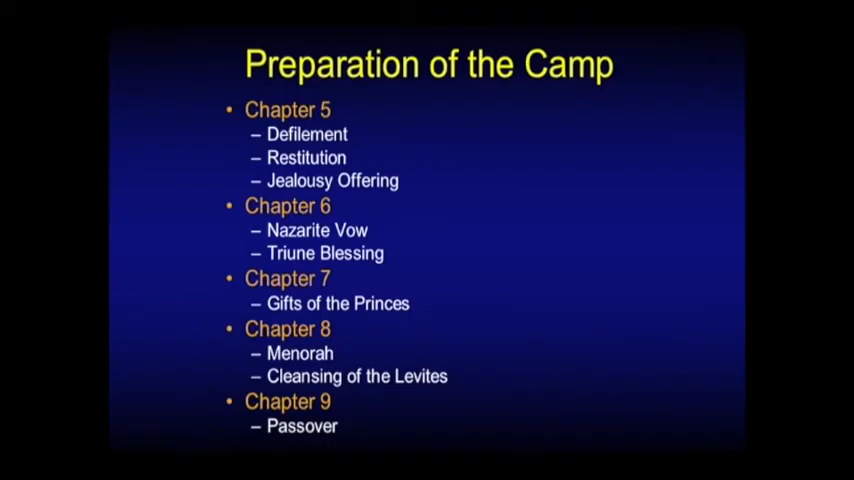 Preparation of the Camp
• Chapter 5
– Defilement
– Restitution
– Jealousy Offering
• Chapter 6
– Nazarite Vow
– Triune Blessing
• Chapter 7
– Gifts of the Princes
• Chapter 8
– Menorah
– Cleansing of the Levites
• Chapter 9
– Passover